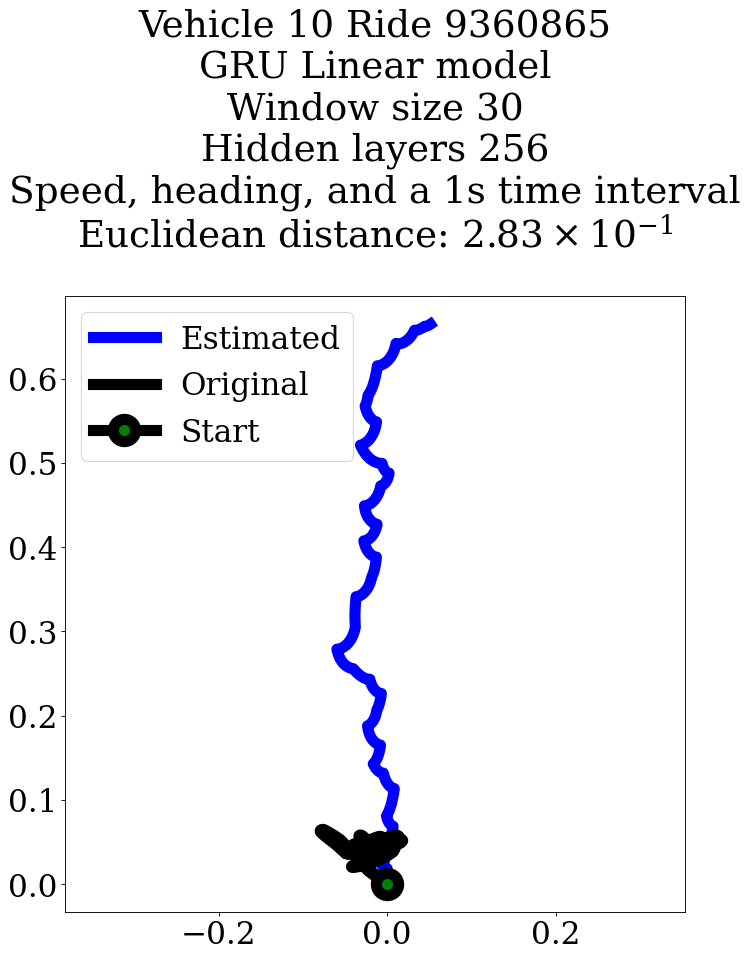 Vehicle 10 Ride 9360865
GRU Linear model
Window size 30
Hidden layers 256
Speed, heading, and a 1s time interval
Euclidean distance: 2.83 × 10⁻¹
Estimated
Original
Start
0.6
0.5
0.4
0.3
0.2
0.1
0.0
−0.2
0.0
0.2